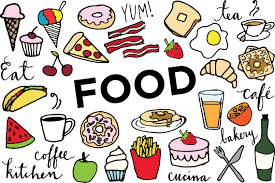 YUM!
tea?
Eat
FOOD
café
bakery
coffee
kitchen
cucina